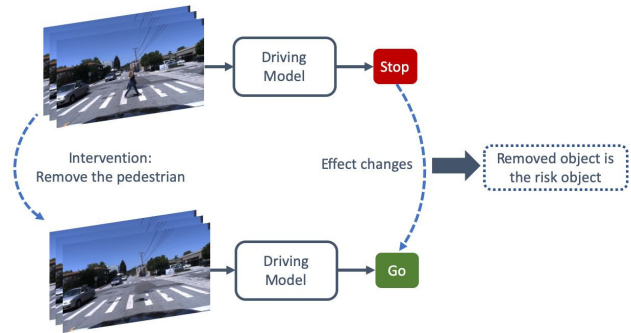 Driving
Model
Stop
Intervention:
Remove the pedestrian
Effect changes
Removed object is
the risk object
Driving
Model
Go